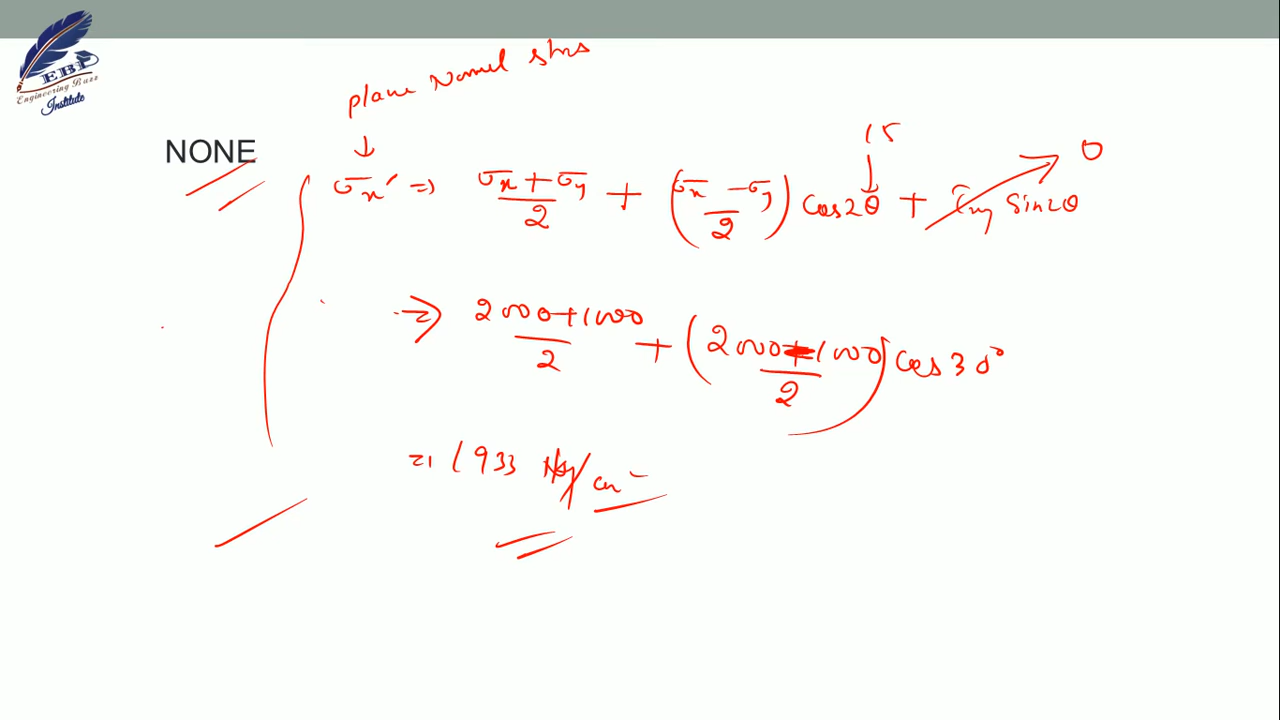 EBP
Engineering Buzz
Institute
plane Normal stress
NONE
15
0
σx' ⇒ σx + σy / 2 + (σx − σy / 2) cos2θ + τxy Sin2θ
⇒ 2000+1000 / 2 + (2000-1000 / 2) cos30°
= 1933 kg/cm²